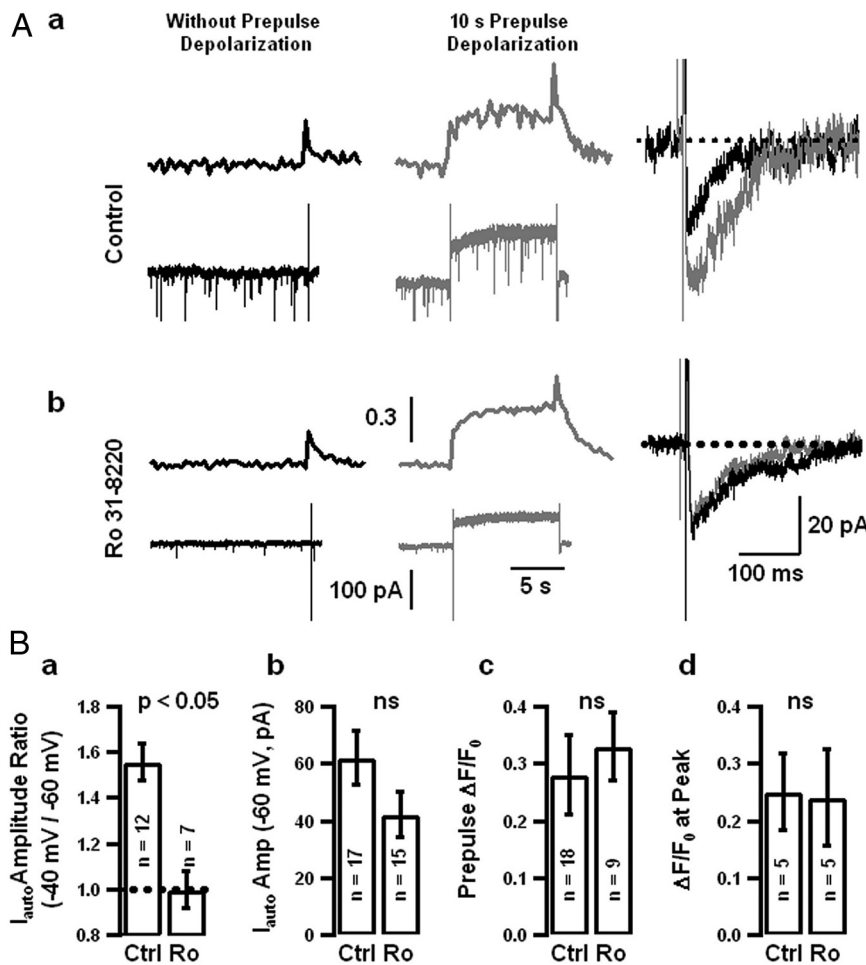 A
a
Without Prepulse
Depolarization
10 s Prepulse
Depolarization
Control
b
Ro 31-8220
0.3
100 pA
5 s
20 pA
100 ms
B
a
p < 0.05
I_auto Amplitude Ratio
(-40 mV / -60 mV)
1.8
1.6
1.4
1.2
1.0
0.8
n = 12
n = 7
Ctrl Ro
b
ns
I_auto Amp (-60 mV, pA)
80
60
40
20
0
n = 17
n = 15
Ctrl Ro
c
ns
Prepulse ΔF/F₀
0.4
0.3
0.2
0.1
0.0
n = 18
n = 9
Ctrl Ro
d
ns
ΔF/F₀ at Peak
0.4
0.3
0.2
0.1
0.0
n = 5
n = 5
Ctrl Ro